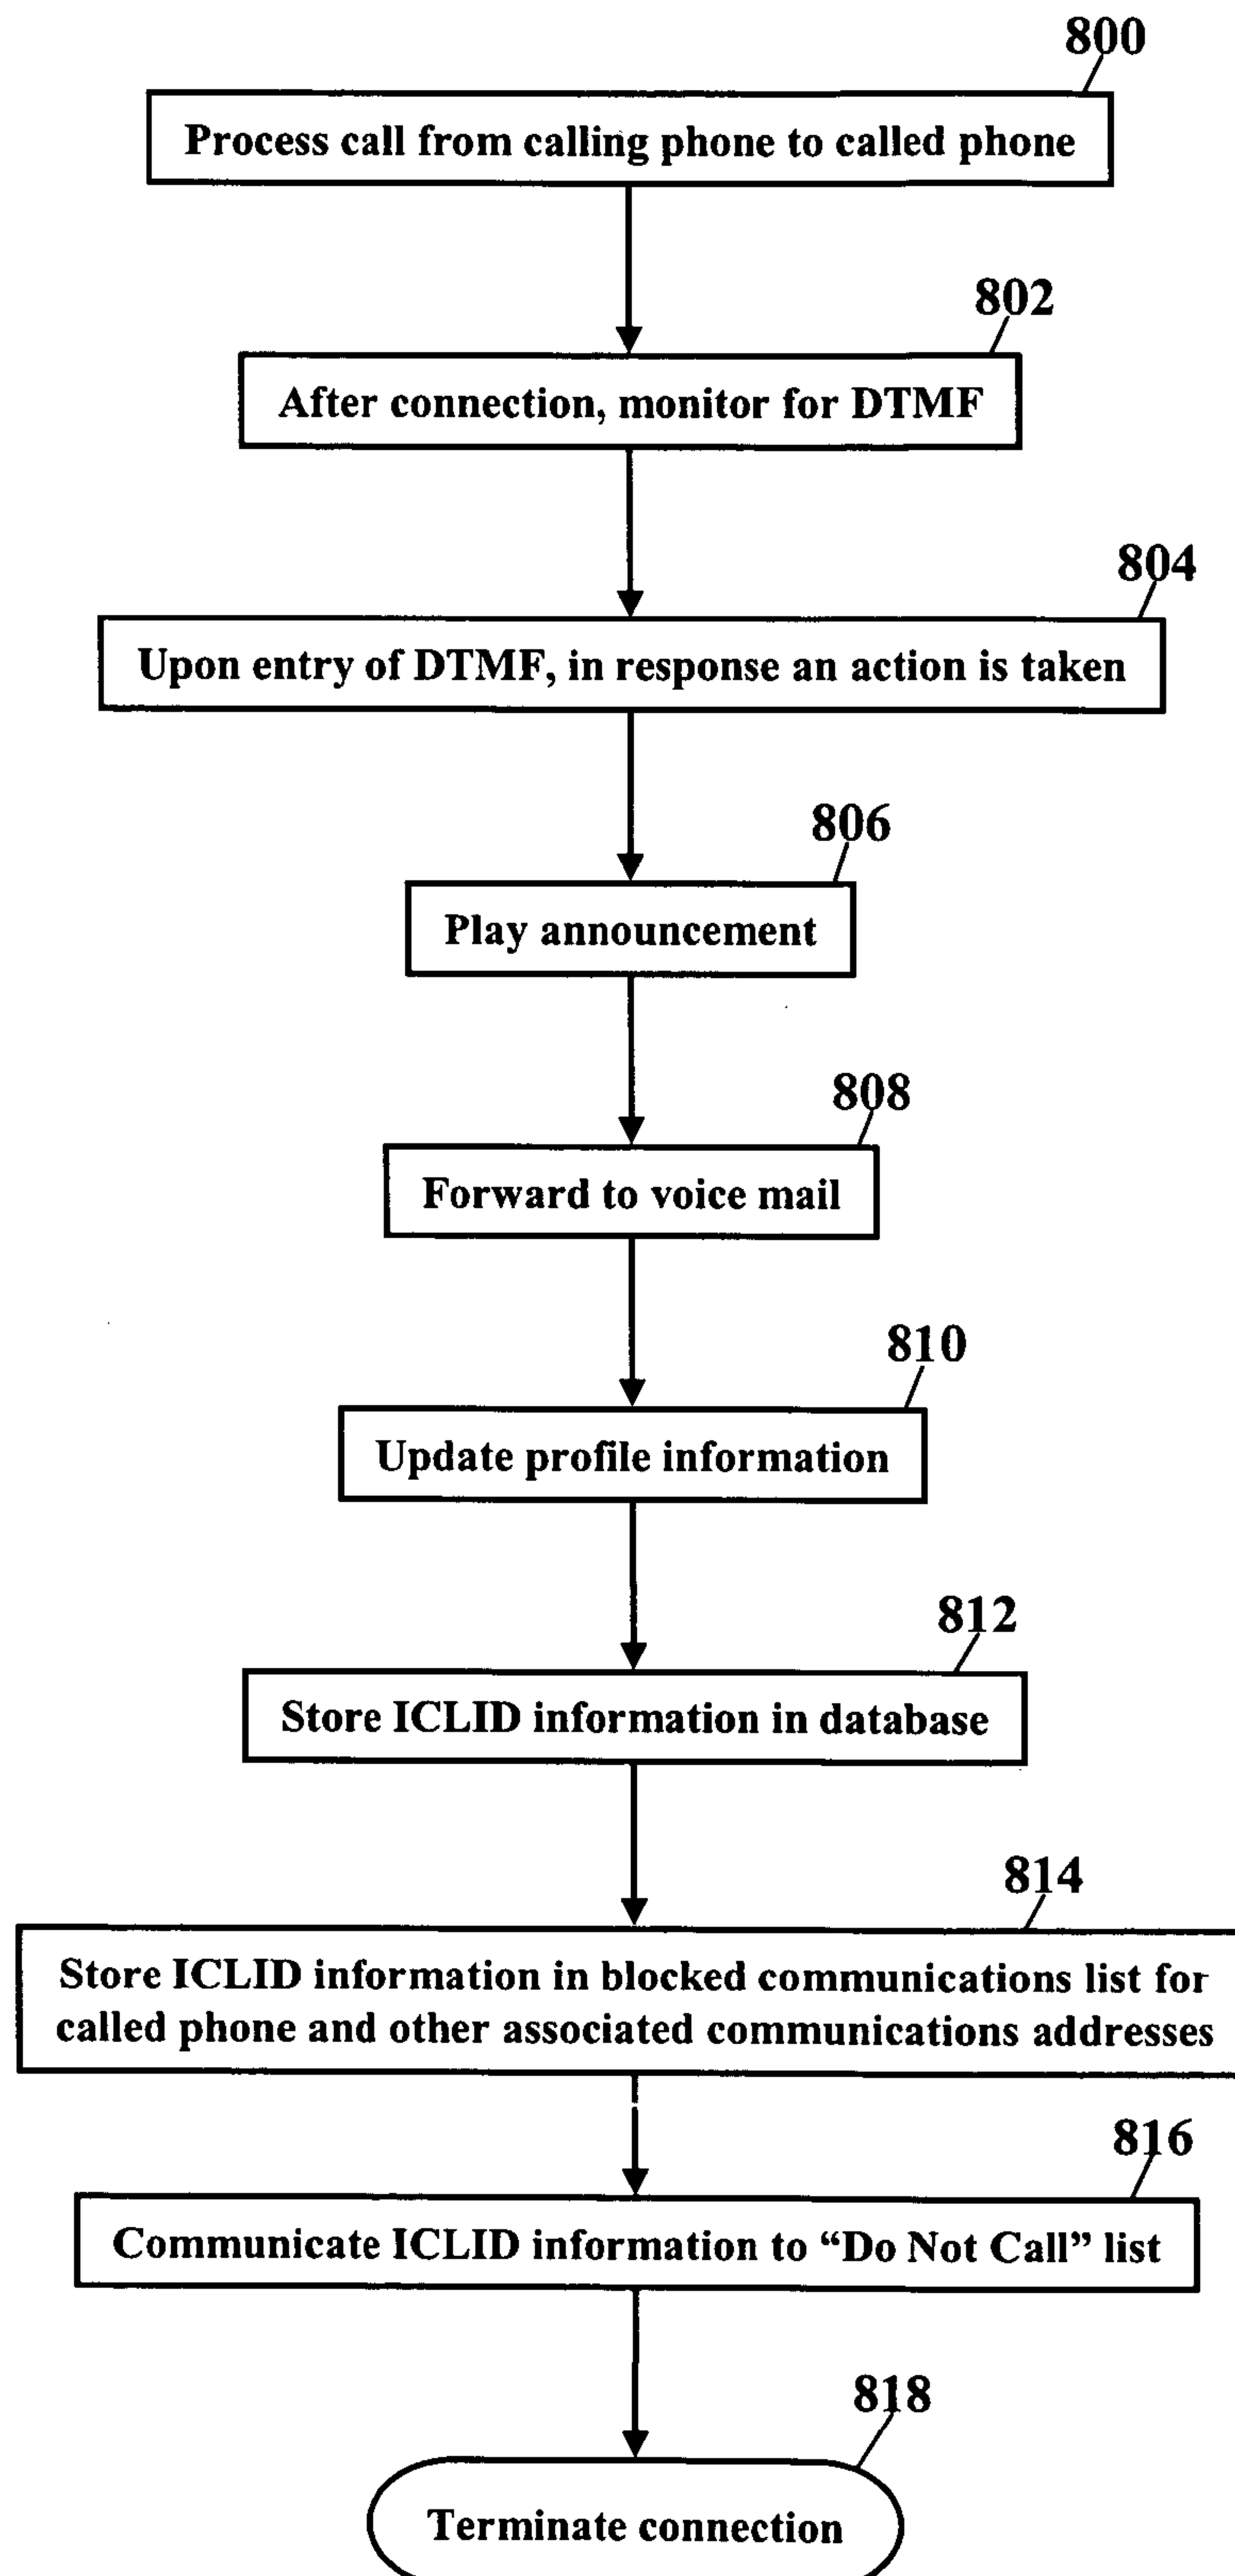 800
Process call from calling phone to called phone
802
After connection, monitor for DTMF
804
Upon entry of DTMF, in response an action is taken
806
Play announcement
808
Forward to voice mail
810
Update profile information
812
Store ICLID information in database
814
Store ICLID information in blocked communications list for
called phone and other associated communications addresses
816
Communicate ICLID information to “Do Not Call” list
818
Terminate connection